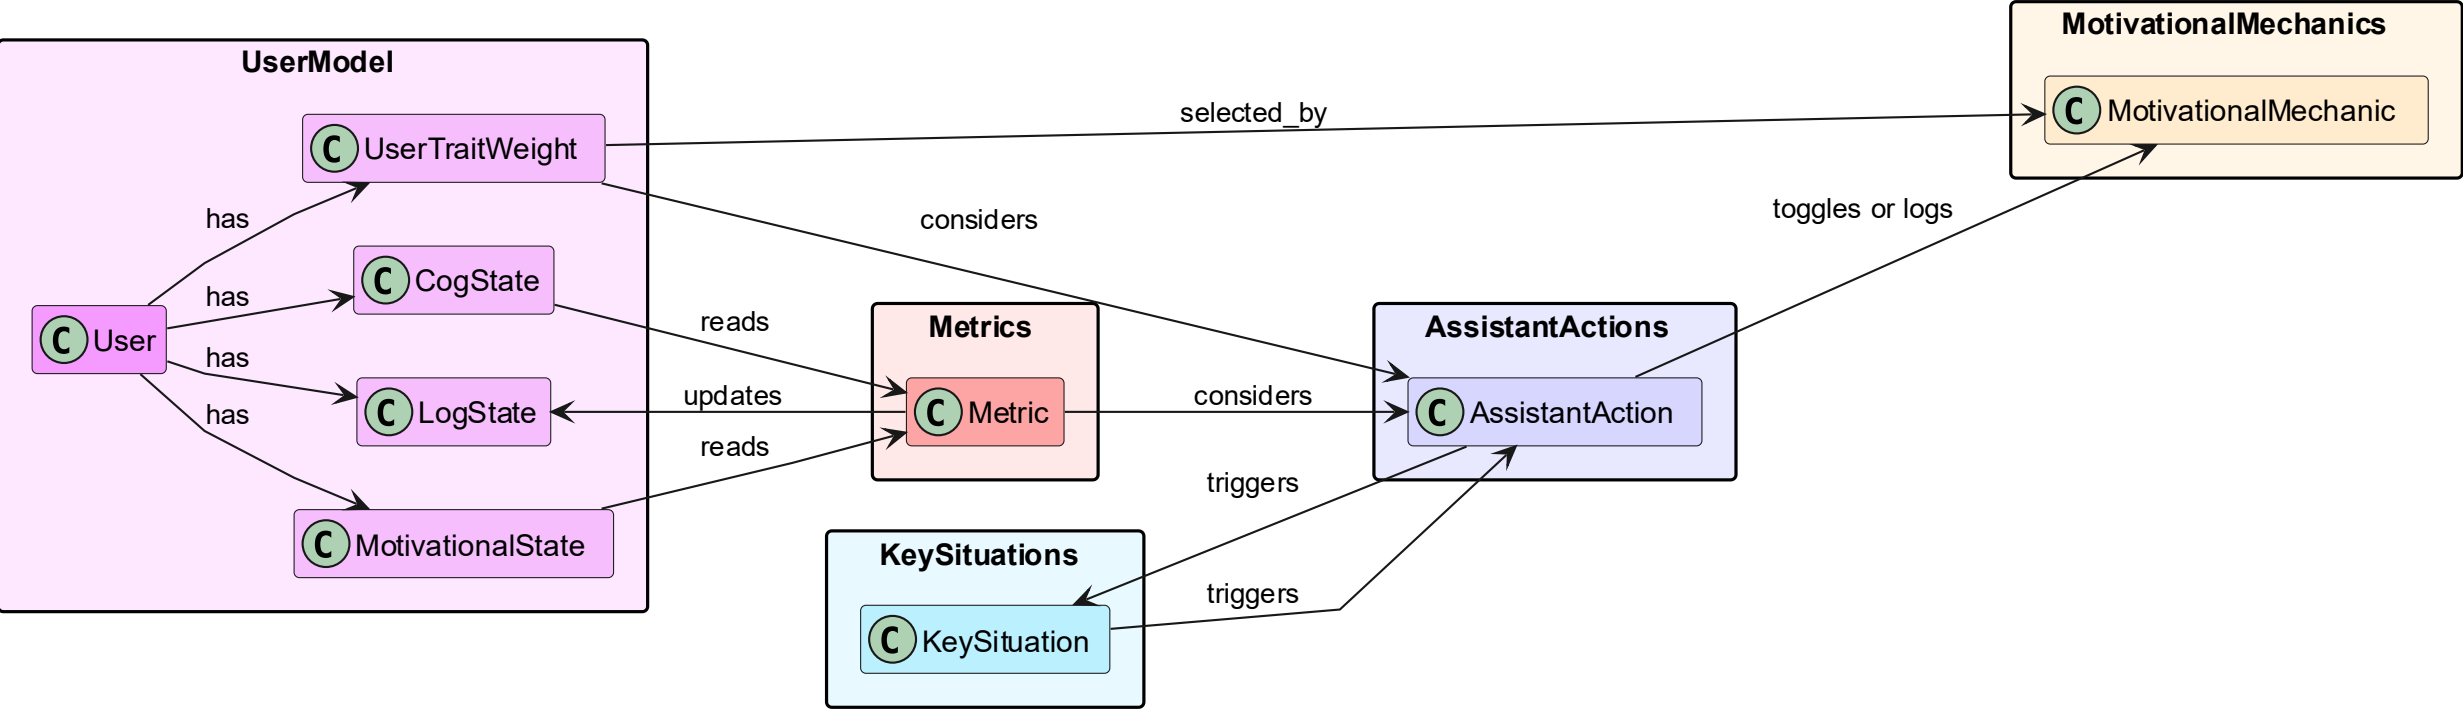 MotivationalMechanics
UserModel
selected_by
C MotivationalMechanic
C UserTraitWeight
has
considers
toggles or logs
C CogState
has
reads
Metrics
AssistantActions
C User
has
updates
considers
C LogState
C Metric
C AssistantAction
has
reads
triggers
C MotivationalState
KeySituations
triggers
C KeySituation